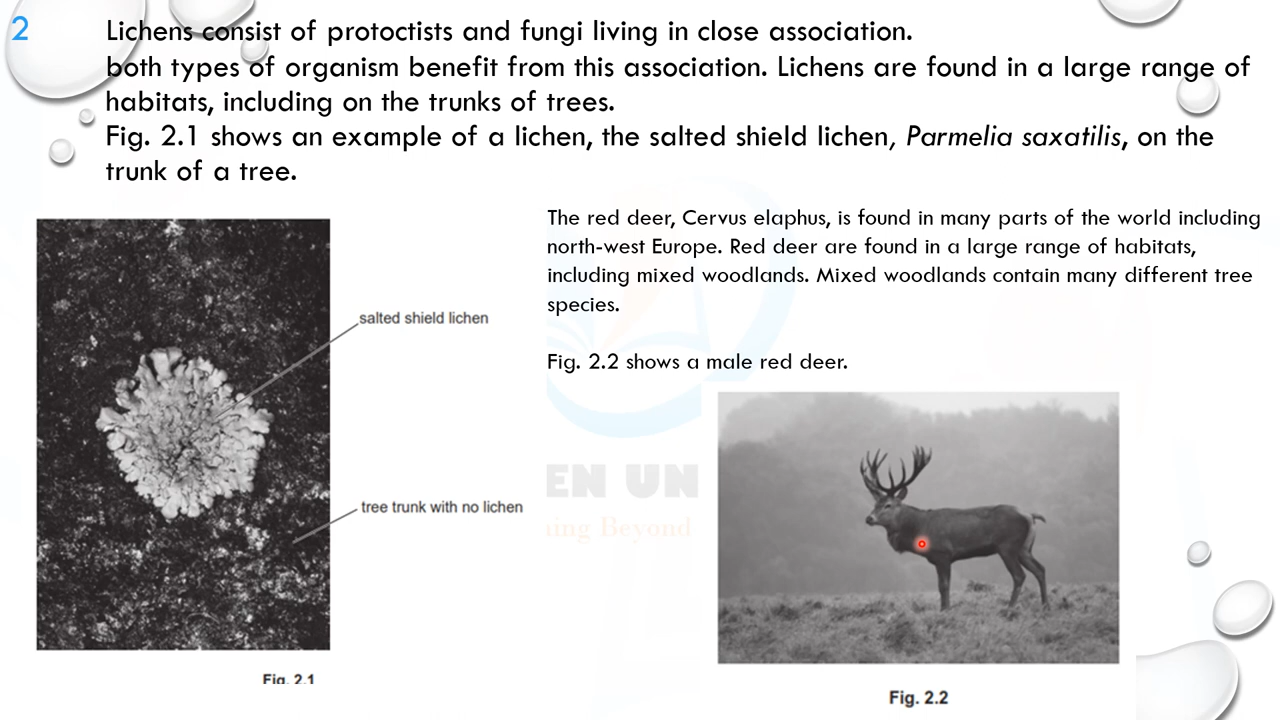 2
Lichens consist of protoctists and fungi living in close association.
both types of organism benefit from this association. Lichens are found in a large range of
habitats, including on the trunks of trees.
Fig. 2.1 shows an example of a lichen, the salted shield lichen, Parmelia saxatilis, on the
trunk of a tree.
The red deer, Cervus elaphus, is found in many parts of the world including
north-west Europe. Red deer are found in a large range of habitats,
including mixed woodlands. Mixed woodlands contain many different tree
species.
Fig. 2.2 shows a male red deer.
salted shield lichen
tree trunk with no lichen
EN UN
ing Beyond
Fig. 2.1
Fig. 2.2